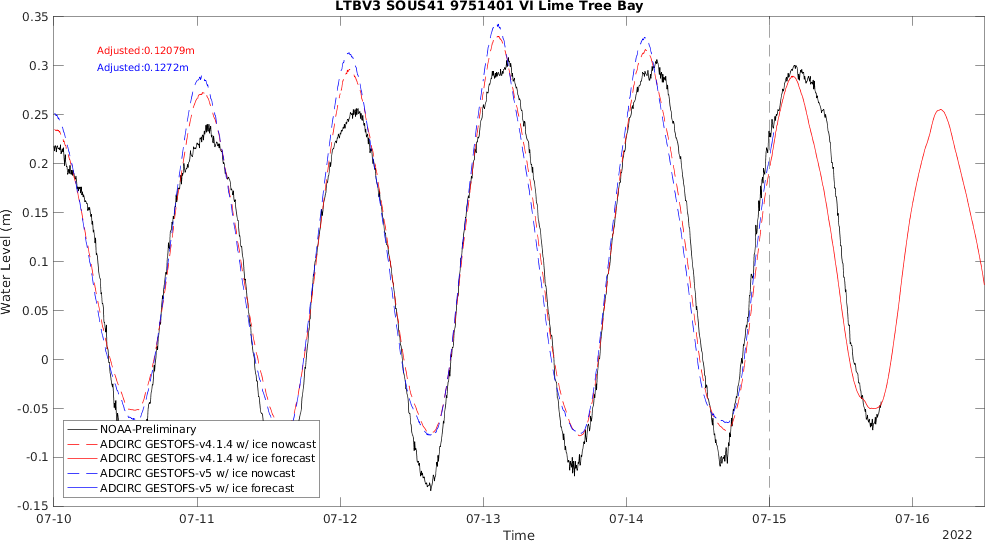 LTBV3 SOUS41 9751401 VI Lime Tree Bay
Adjusted:0.12079m
Adjusted:0.1272m
0.35
0.3
0.25
0.2
0.15
0.1
0.05
0
-0.05
-0.1
-0.15
Water Level (m)
NOAA-Preliminary
ADCIRC GESTOFS-v4.1.4 w/ ice nowcast
ADCIRC GESTOFS-v4.1.4 w/ ice forecast
ADCIRC GESTOFS-v5 w/ ice nowcast
ADCIRC GESTOFS-v5 w/ ice forecast
07-10 07-11 07-12 07-13 07-14 07-15 07-16
Time
2022